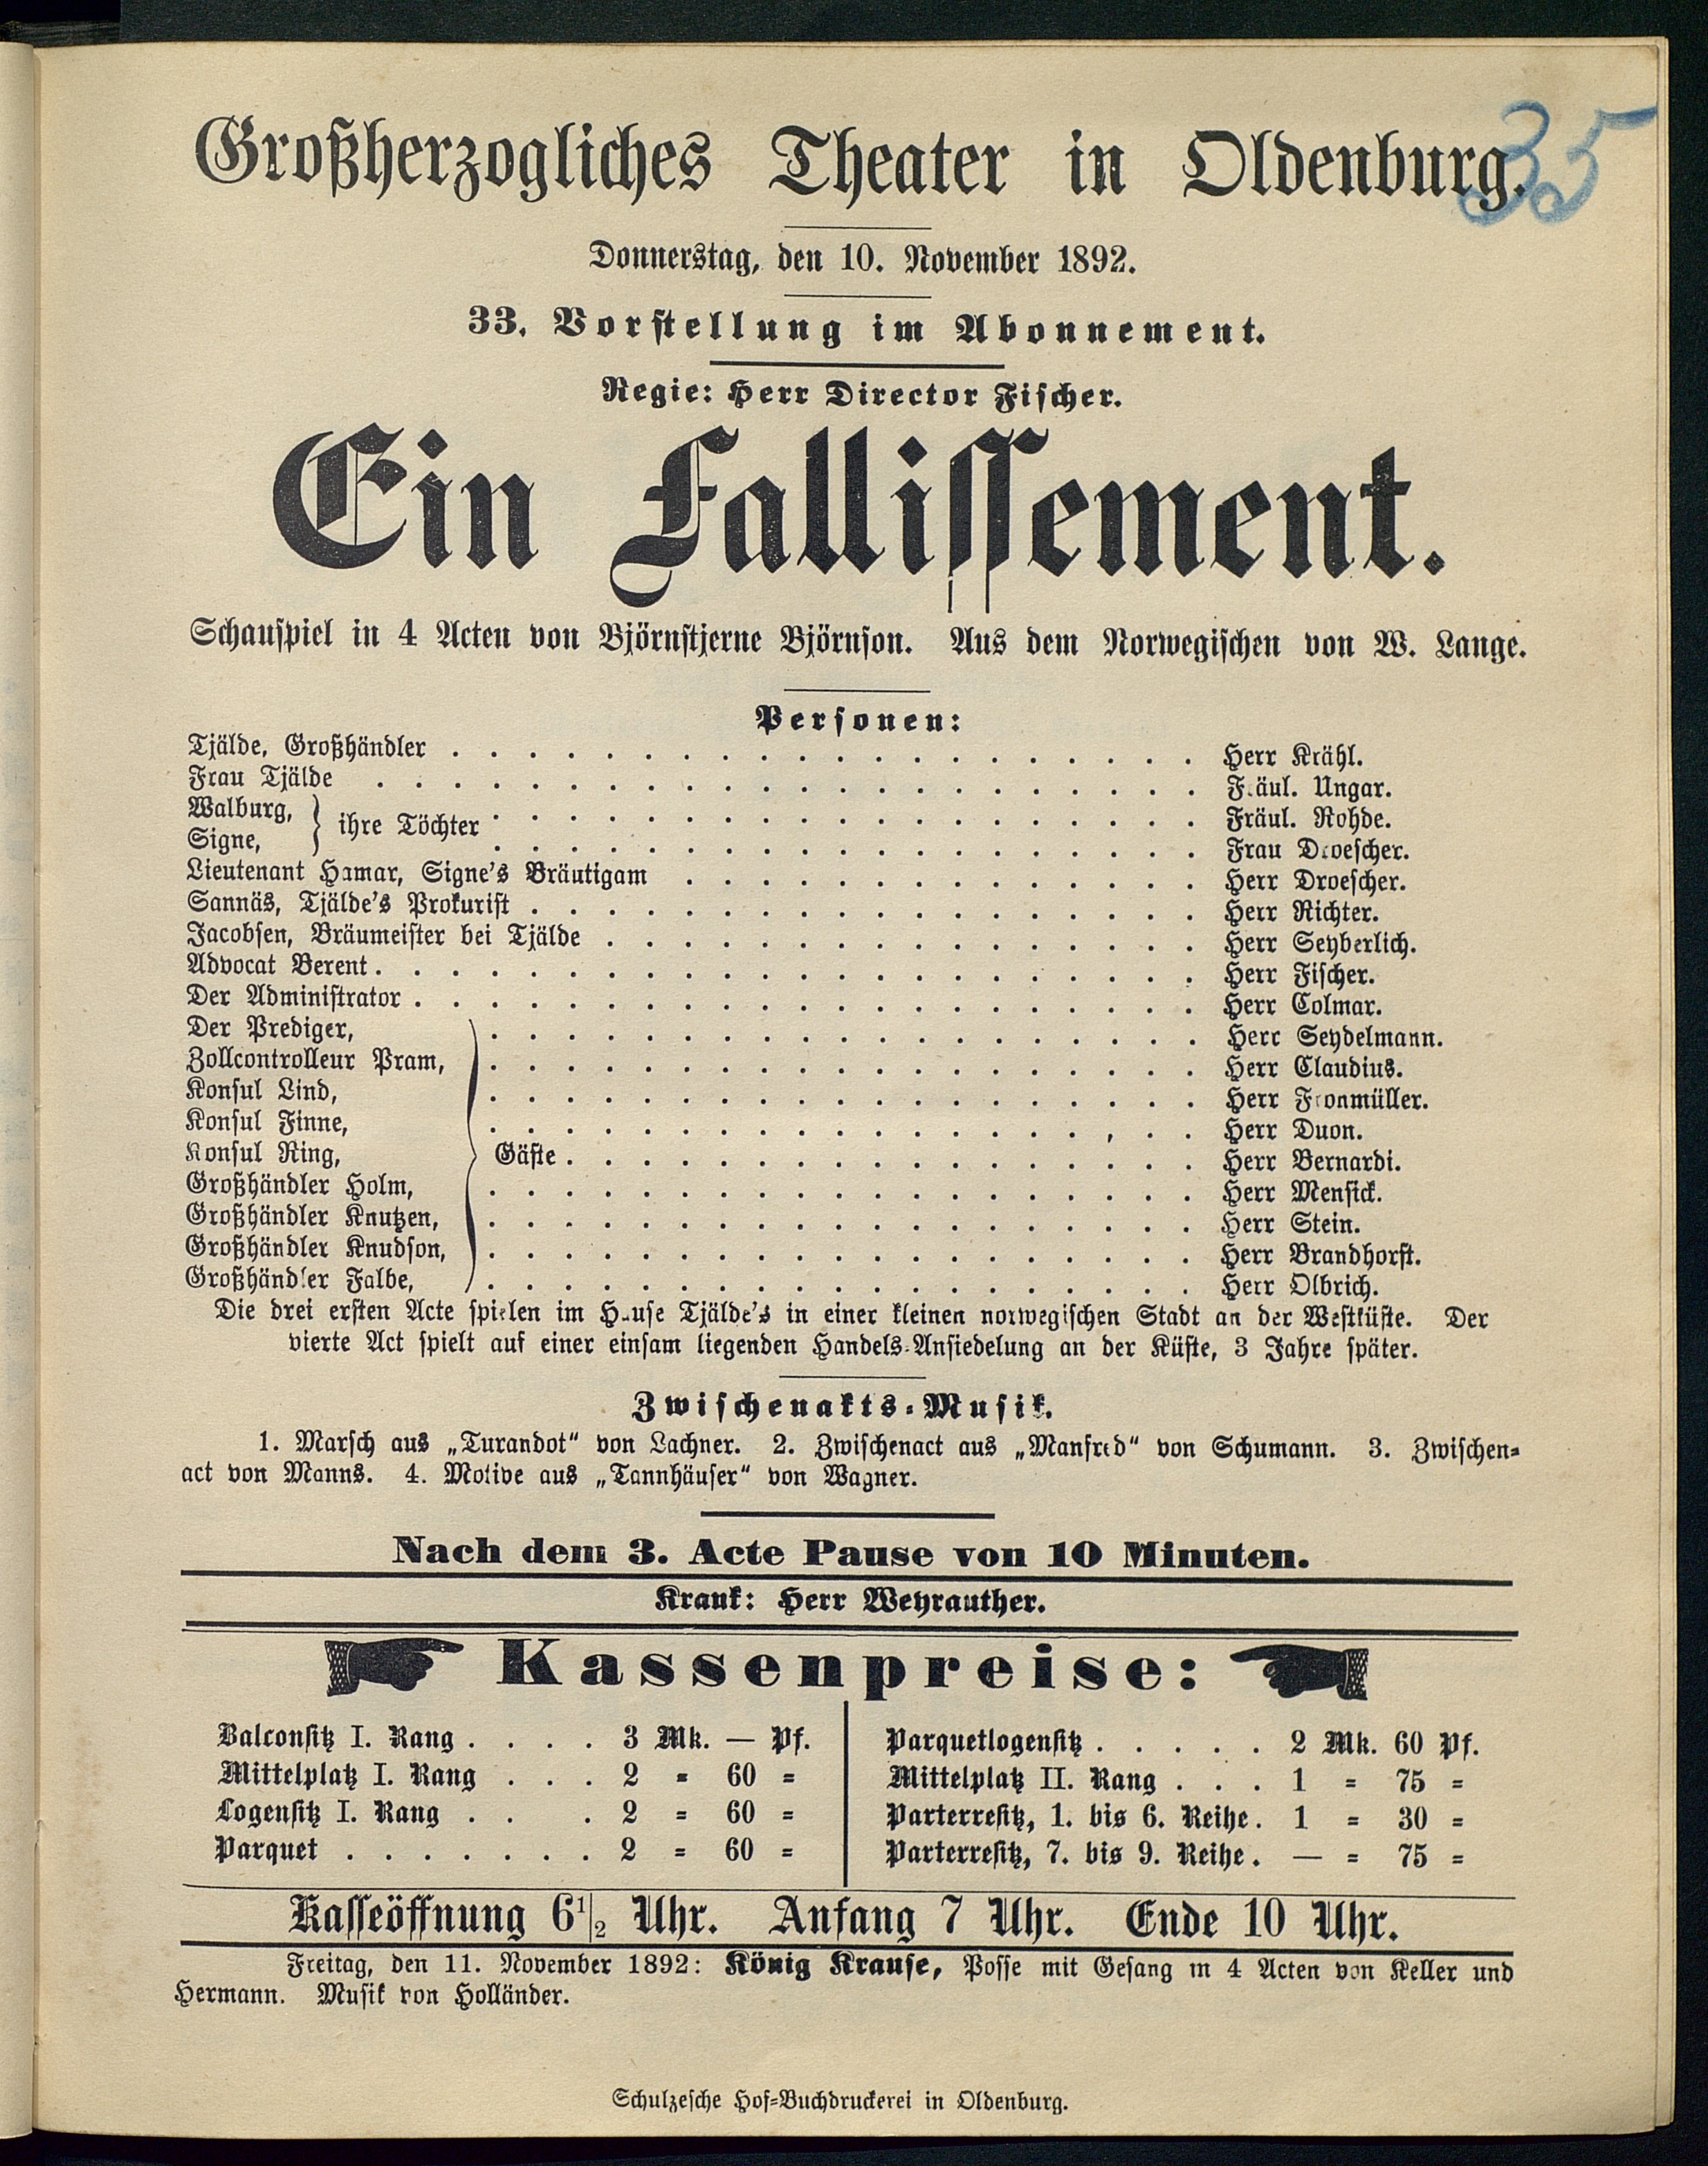 35
Großherzogliches Theater in Oldenburg.
Donnerstag, den 10. November 1892.
33. Vorstellung im Abonnement.
Regie: Herr Director Fischer.
Ein Fallissement.
Schauspiel in 4 Acten von Björnstjerne Björnson. Aus dem Norwegischen von W. Lange.
Personen:
Tjälde, Großhändler . . . . . Herr Krähl.
Frau Tjälde . . . . . Fräul. Ungar.
Walburg, } ihre Töchter . . . . . Fräul. Rohde.
Signe, . . . . . Frau Droescher.
Lieutenant Hamar, Signe's Bräutigam . . . . . Herr Droescher.
Sannäs, Tjälde's Prokurist . . . . . Herr Richter.
Jacobsen, Bräumeister bei Tjälde . . . . . Herr Seyberlich.
Advocat Berent . . . . . Herr Fischer.
Der Administrator . . . . . Herr Colmar.
Der Prediger, . . . . . Herr Seydelmann.
Zollcontrolleur Pram, . . . . . Herr Claudius.
Konsul Lind, . . . . . Herr Fronmüller.
Konsul Finne, . . . . . Herr Duon.
Konsul Ring, } Gäste . . . . . Herr Bernardi.
Großhändler Holm, . . . . . Herr Mensick.
Großhändler Knutzen, . . . . . Herr Stein.
Großhändler Knudson, . . . . . Herr Brandhorst.
Großhändler Falbe, . . . . . Herr Olbrich.
Die drei ersten Acte spielen im Hause Tjälde's in einer kleinen norwegischen Stadt an der Westküste. Der
vierte Act spielt auf einer einsam liegenden Handels-Ansiedelung an der Küste, 3 Jahre später.
Zwischenakts-Musik.
1. Marsch aus „Turandot“ von Lachner. 2. Zwischenact aus „Manfred“ von Schumann. 3. Zwischen-
act von Manns. 4. Motive aus „Tannhäuser“ von Wagner.
Nach dem 3. Acte Pause von 10 Minuten.
Krank: Herr Weyrauther.
Kassenpreise:
Balconsitz I. Rang . . . . 3 Mk. — Pf.
Mittelplatz I. Rang . . . 2 = 60 =
Logensitz I. Rang . . . 2 = 60 =
Parquet . . . . . . . 2 = 60 =
Parquetlogensitz . . . . . 2 Mk. 60 Pf.
Mittelplatz II. Rang . . . 1 = 75 =
Parterresitz, 1. bis 6. Reihe . 1 = 30 =
Parterresitz, 7. bis 9. Reihe . — = 75 =
Kasseöffnung 6 1/2 Uhr. Anfang 7 Uhr. Ende 10 Uhr.
Freitag, den 11. November 1892: König Krause, Posse mit Gesang in 4 Acten von Keller und
Hermann. Musik von Holländer.
Schulzesche Hof-Buchdruckerei in Oldenburg.